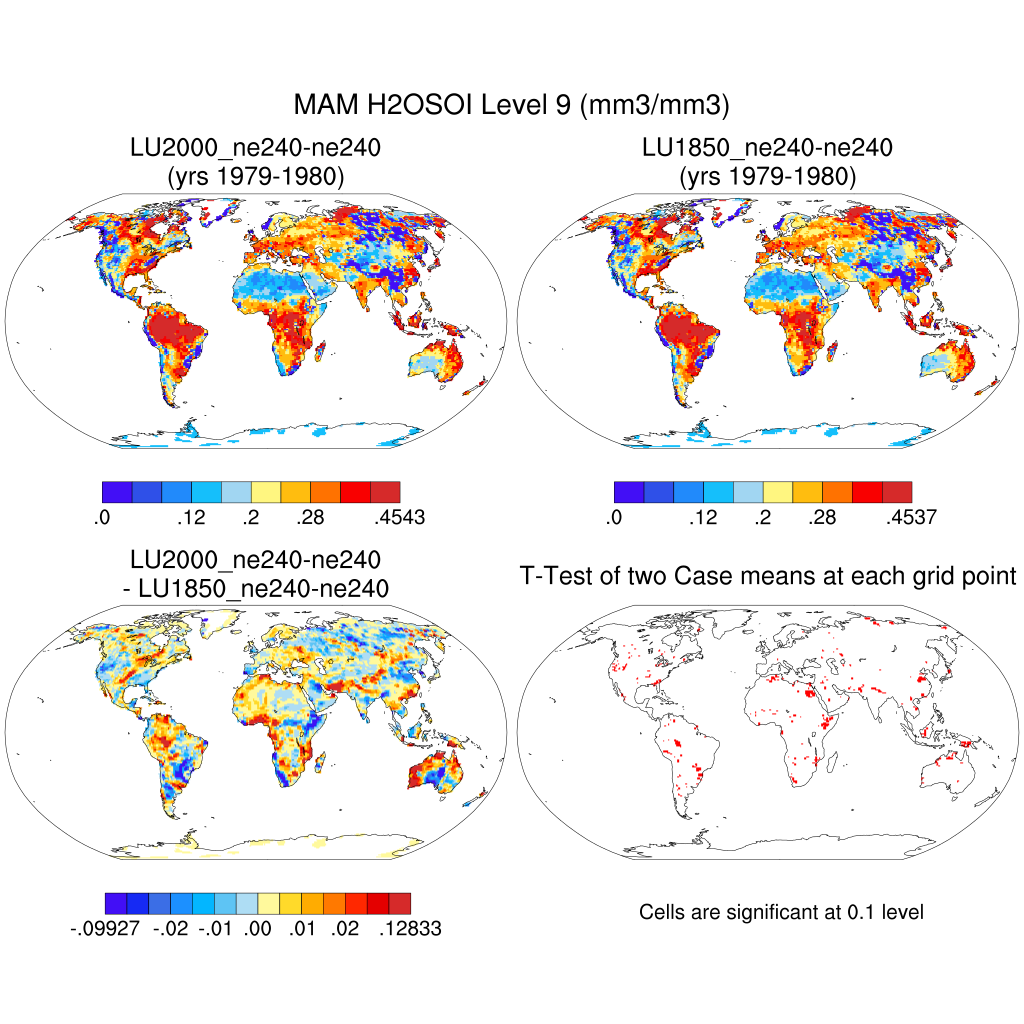 MAM H2OSOI Level 9 (mm3/mm3)
LU2000_ne240-ne240
(yrs 1979-1980)
LU1850_ne240-ne240
(yrs 1979-1980)
.0 .12 .2 .28 .4543
.0 .12 .2 .28 .4537
LU2000_ne240-ne240
- LU1850_ne240-ne240
T-Test of two Case means at each grid point
-.09927 -.02 -.01 .00 .01 .02 .12833
Cells are significant at 0.1 level